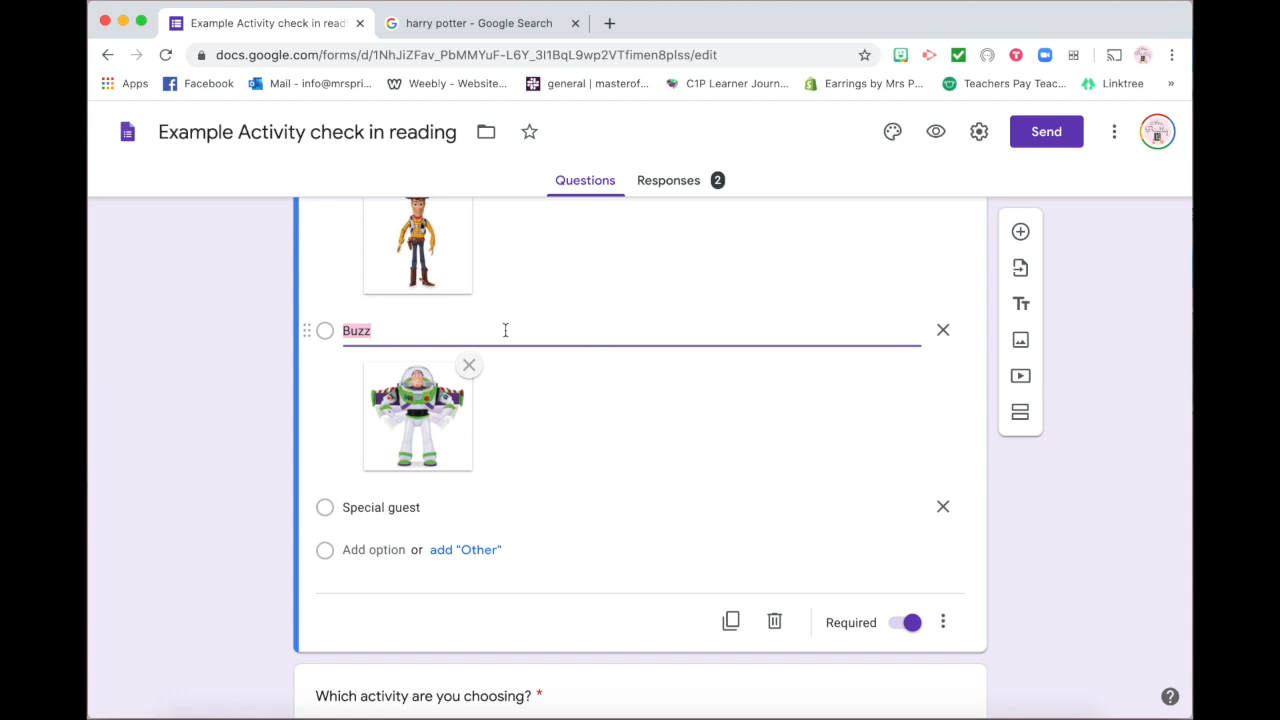 Example Activity check in readi
harry potter - Google Search
docs.google.com/forms/d/1NhJiZFav_PbMMYuF-L6Y_3I1BqL9wp2VTfimen8plss/edit
Apps
Facebook
Mail - info@mrspri...
Weebly - Website...
general | masterof...
C1P Learner Journ...
Earrings by Mrs P...
Teachers Pay Teac...
Linktree
»
Example Activity check in reading
Send
Questions
Responses 2
Buzz
Special guest
Add option or add "Other"
Required
Which activity are you choosing? *